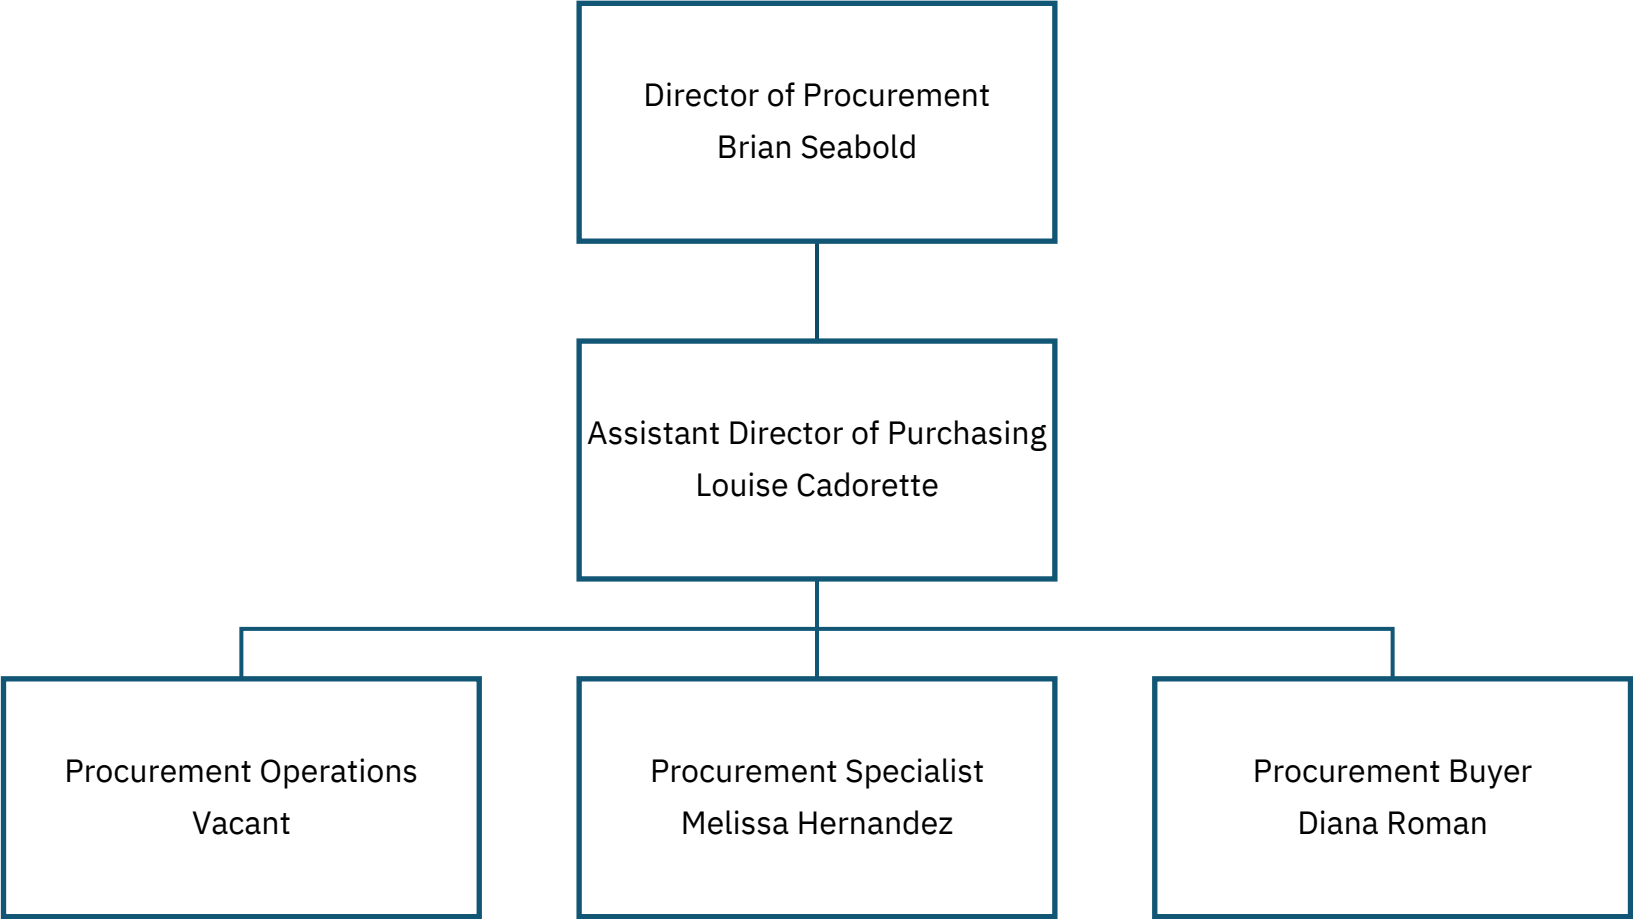 Director of Procurement
Brian Seabold
Assistant Director of Purchasing
Louise Cadorette
Procurement Operations
Vacant
Procurement Specialist
Melissa Hernandez
Procurement Buyer
Diana Roman